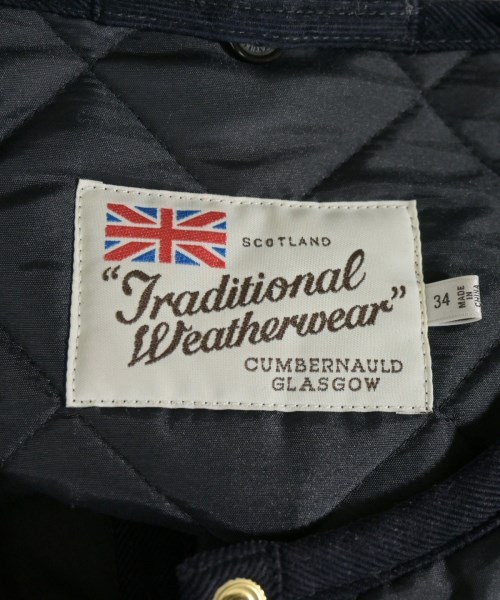 SCOTLAND
"Traditional
Weatherwear"
CUMBERNAULD
GLASGOW
34
MADE
IN
CHINA